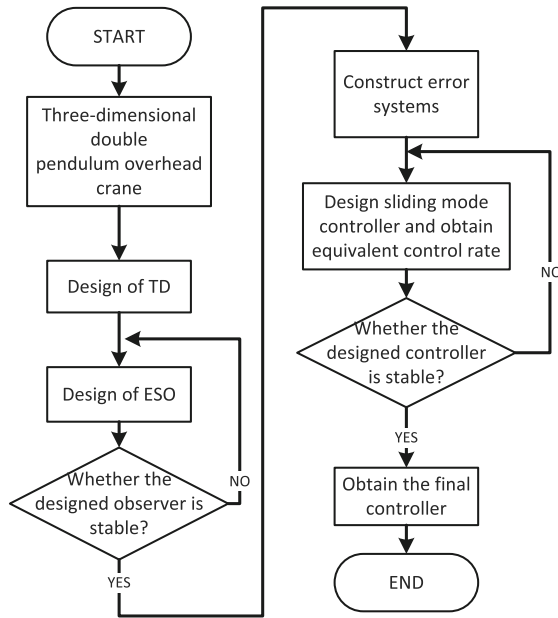 START
Three-dimensional
double
pendulum overhead
crane
Design of TD
Design of ESO
Whether the
designed observer is
stable?
NO
YES
Construct error
systems
Design sliding mode
controller and obtain
equivalent control rate
Whether the
designed controller
is stable?
NO
YES
Obtain the final
controller
END